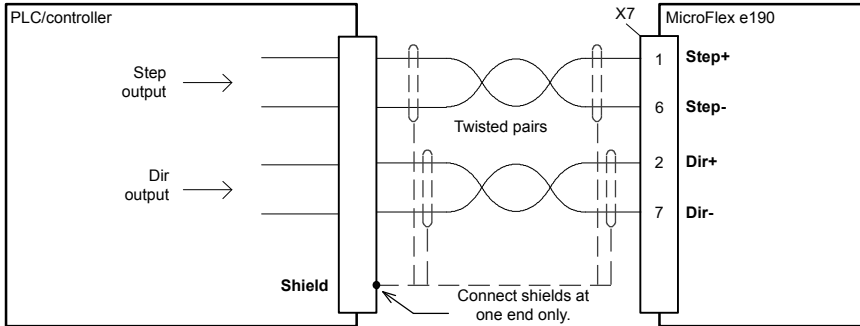 PLC/controller
X7
MicroFlex e190
Step
output
1 Step+
6 Step-
Twisted pairs
Dir
output
2 Dir+
7 Dir-
Shield
Connect shields at
one end only.